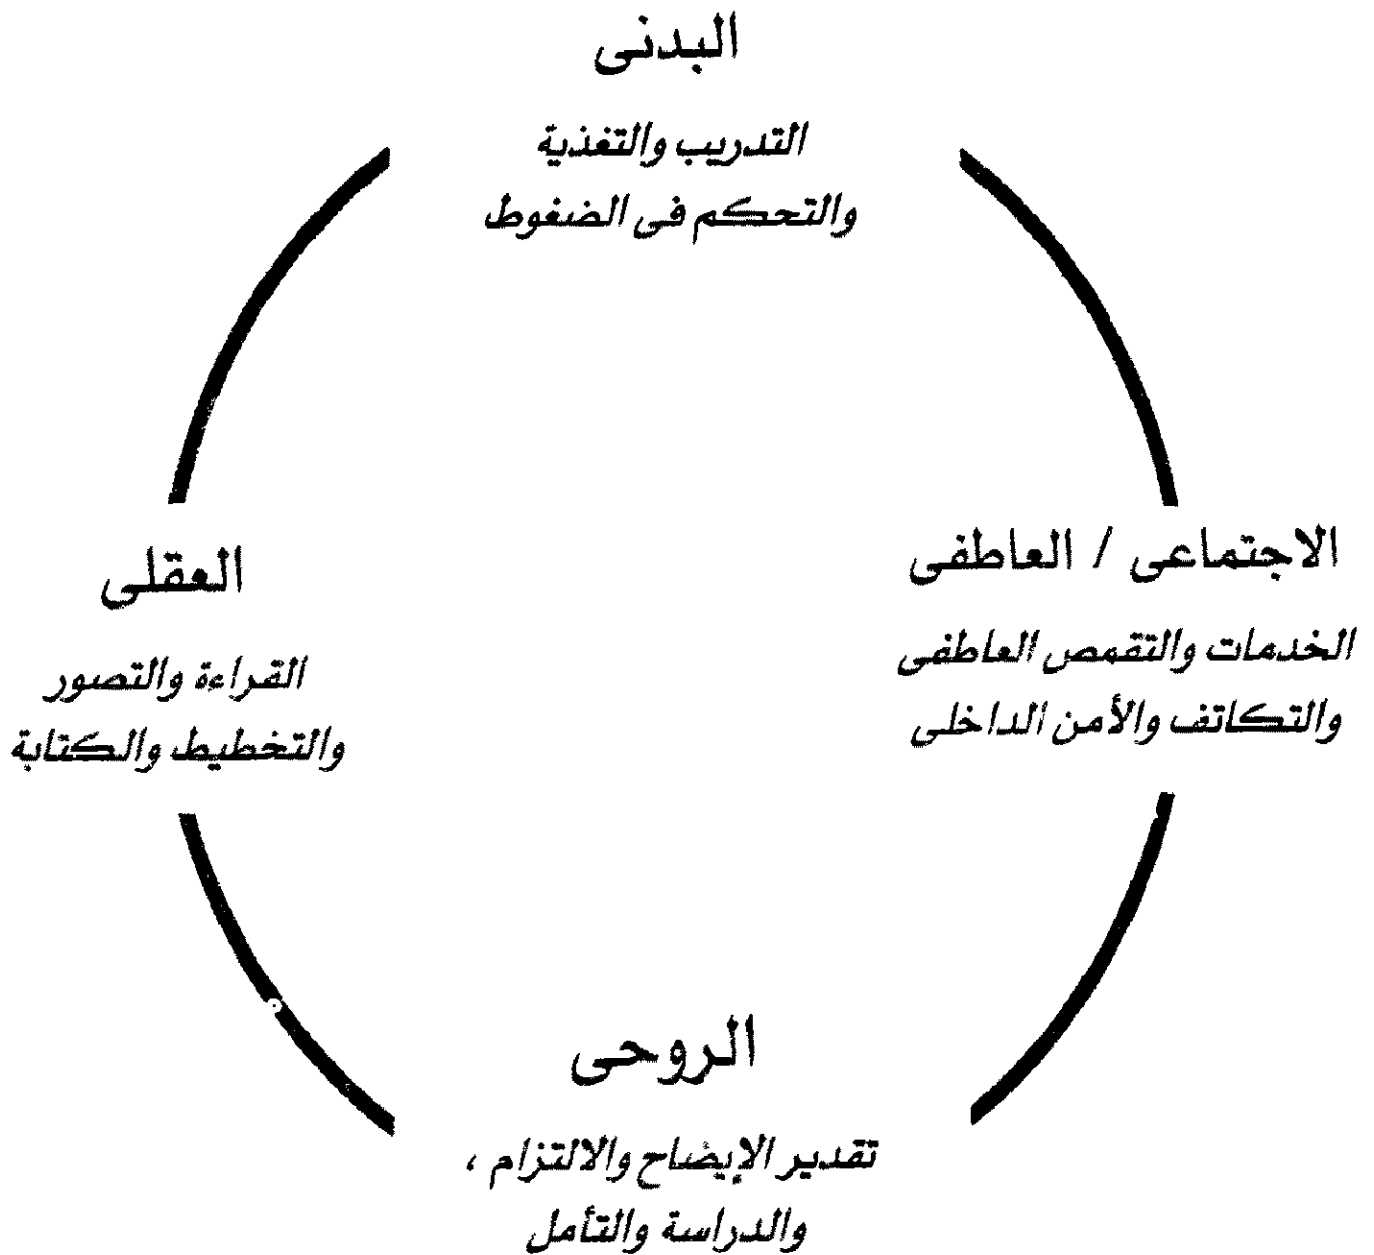 البدنى
التدريب والتغذية
والتحكم فى الضغوط
الاجتماعى / العاطفى
الخدمات والتقمص العاطفى
والتكاتف والأمن الداخلى
العقلى
القراءة والتصور
والتخطيط والكتابة
الروحى
تقدير الإيضاح والالتزام ،
والدراسة والتأمل